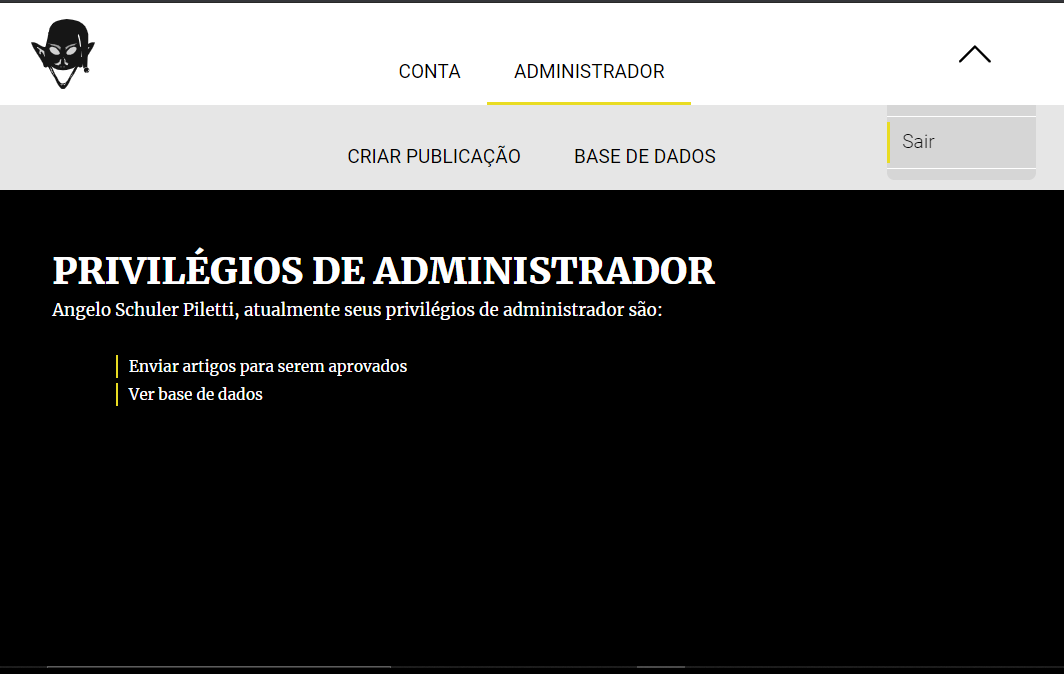 CONTA ADMINISTRADOR
CRIAR PUBLICAÇÃO BASE DE DADOS
Sair
PRIVILÉGIOS DE ADMINISTRADOR
Angelo Schuler Piletti, atualmente seus privilégios de administrador são:
Enviar artigos para serem aprovados
Ver base de dados